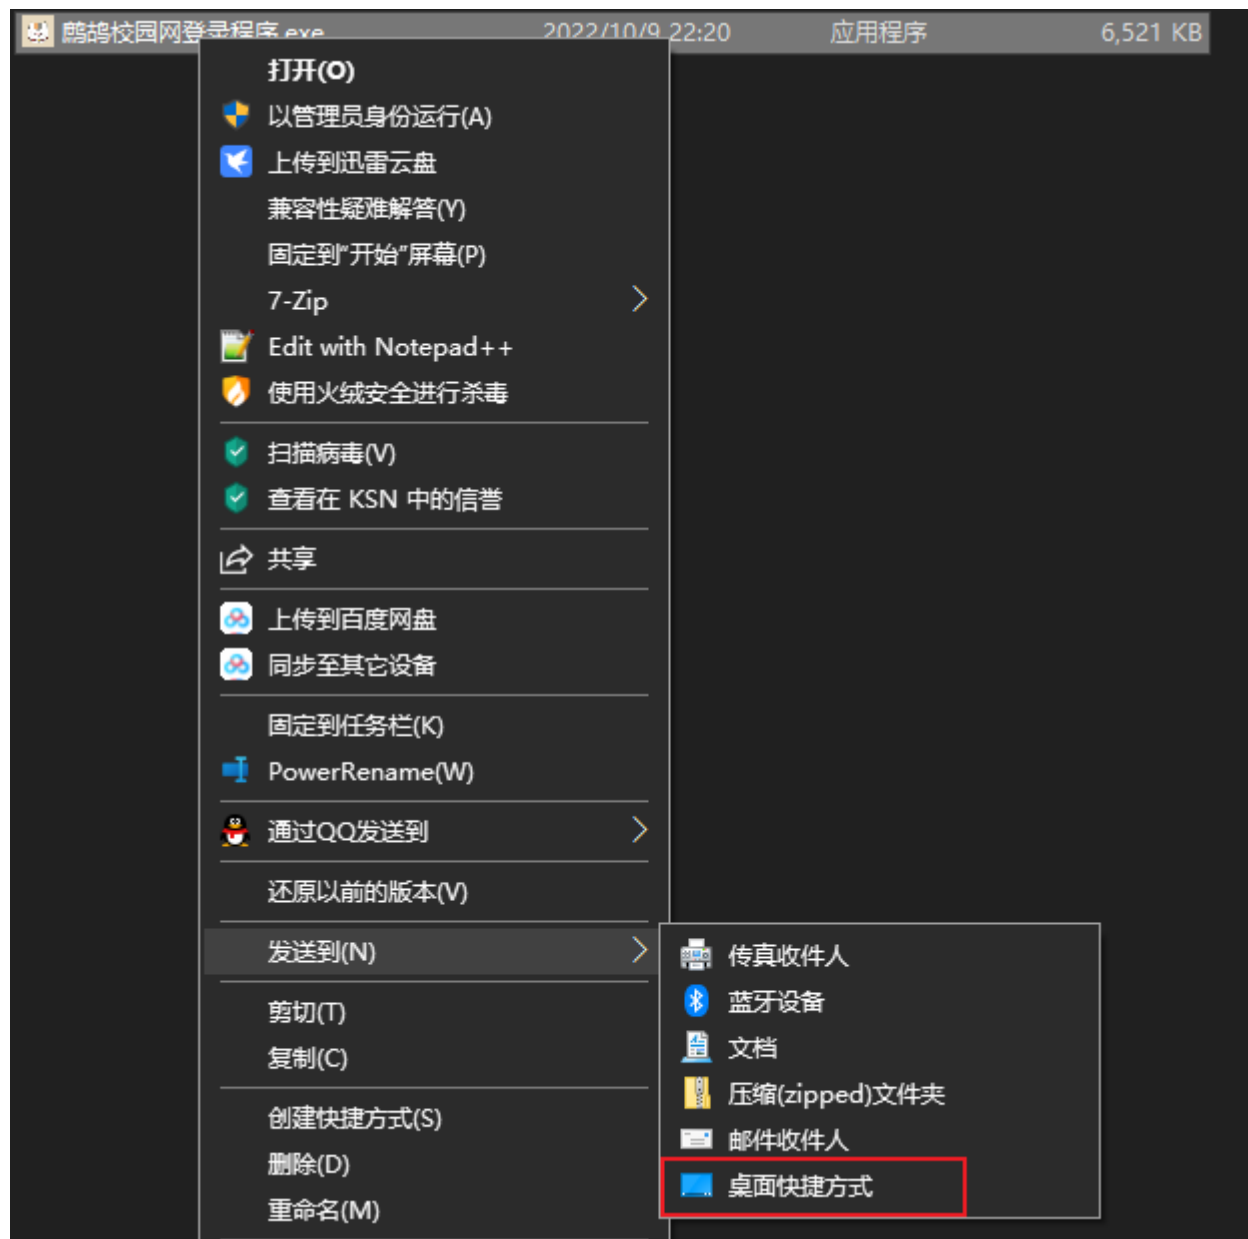 鹧鸪校园网登录程序.exe 2022/10/9 22:20 应用程序 6,521 KB
打开(O)
以管理员身份运行(A)
上传到迅雷云盘
兼容性疑难解答(Y)
固定到"开始"屏幕(P)
7-Zip
Edit with Notepad++
使用火绒安全进行杀毒
扫描病毒(V)
查看在 KSN 中的信誉
共享
上传到百度网盘
同步至其它设备
固定到任务栏(K)
PowerRename(W)
通过QQ发送到
还原以前的版本(V)
发送到(N)
传真收件人
蓝牙设备
文档
压缩(zipped)文件夹
邮件收件人
桌面快捷方式
剪切(T)
复制(C)
创建快捷方式(S)
删除(D)
重命名(M)